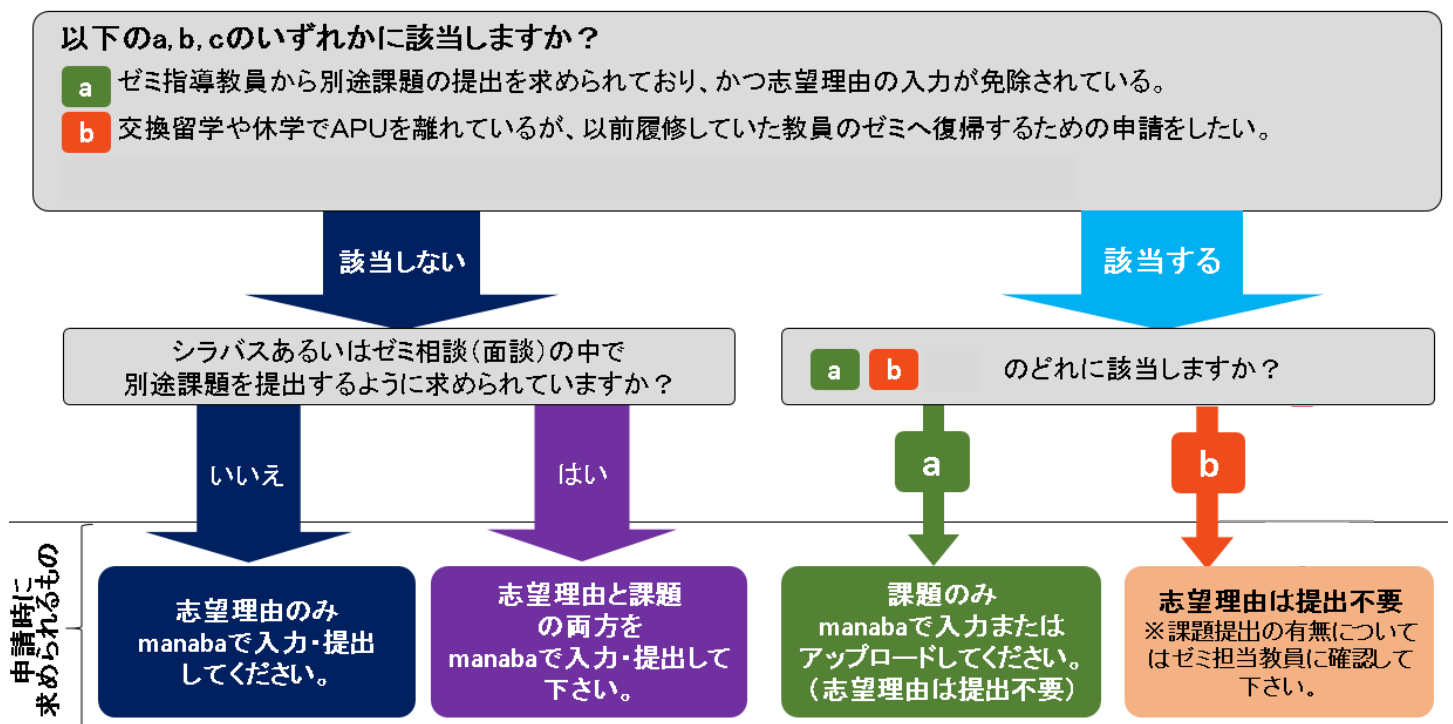 以下のa,b,cのいずれかに該当しますか？
a ゼミ指導教員から別途課題の提出を求められており、かつ志望理由の入力が免除されている。
b 交換留学や休学でAPUを離れているが、以前履修していた教員のゼミへ復帰するための申請をしたい。
該当しない
該当する
シラバスあるいはゼミ相談（面談）の中で
別途課題を提出するように求められていますか？
a b のどれに該当しますか？
いいえ
はい
a
b
申請時に
求められるもの
志望理由のみ
manabaで入力・提出
してください。
志望理由と課題
の両方を
manabaで入力・提出して
下さい。
課題のみ
manabaで入力または
アップロードしてください。
（志望理由は提出不要）
志望理由は提出不要
※課題提出の有無について
はゼミ担当教員に確認して
下さい。